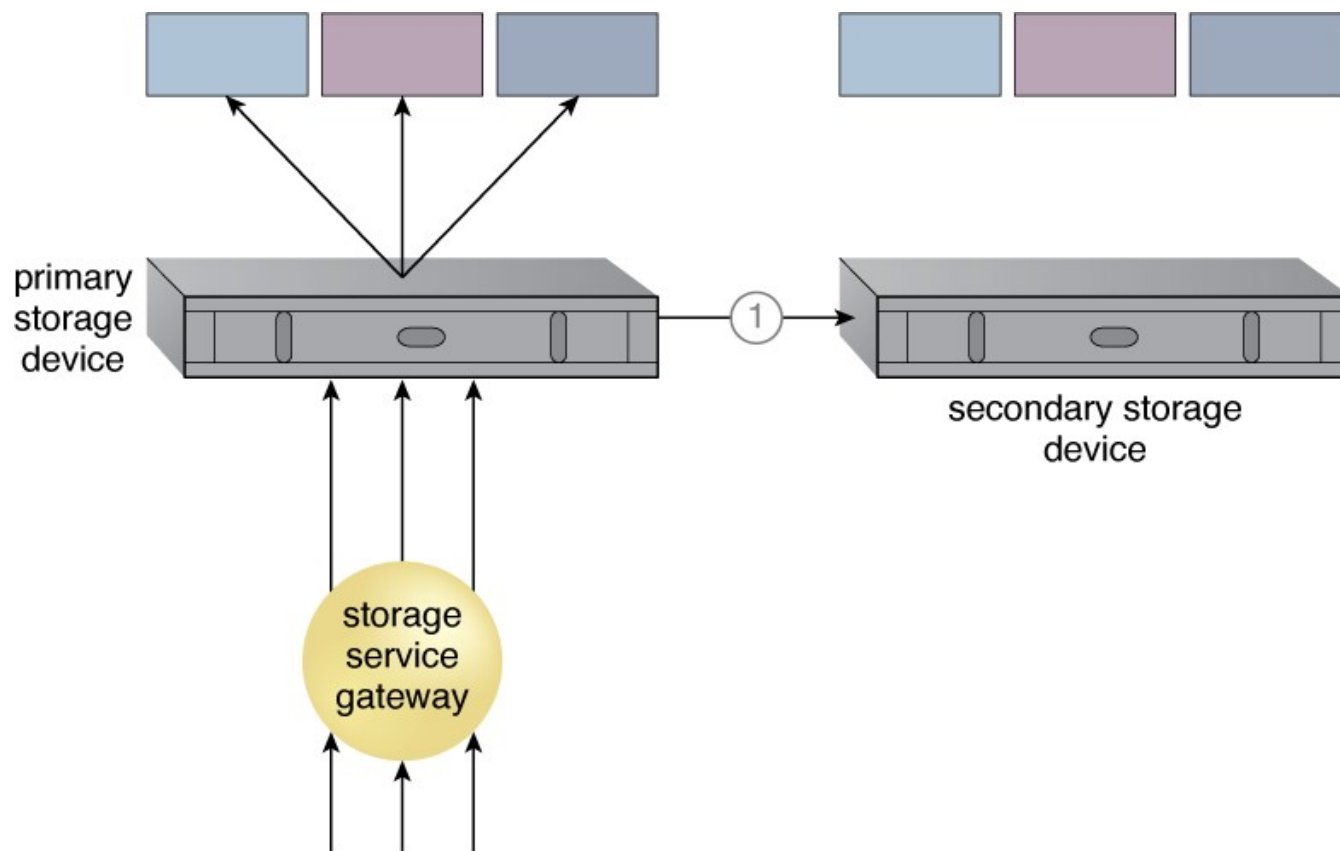 primary
storage
device
1
secondary storage
device
storage
service
gateway